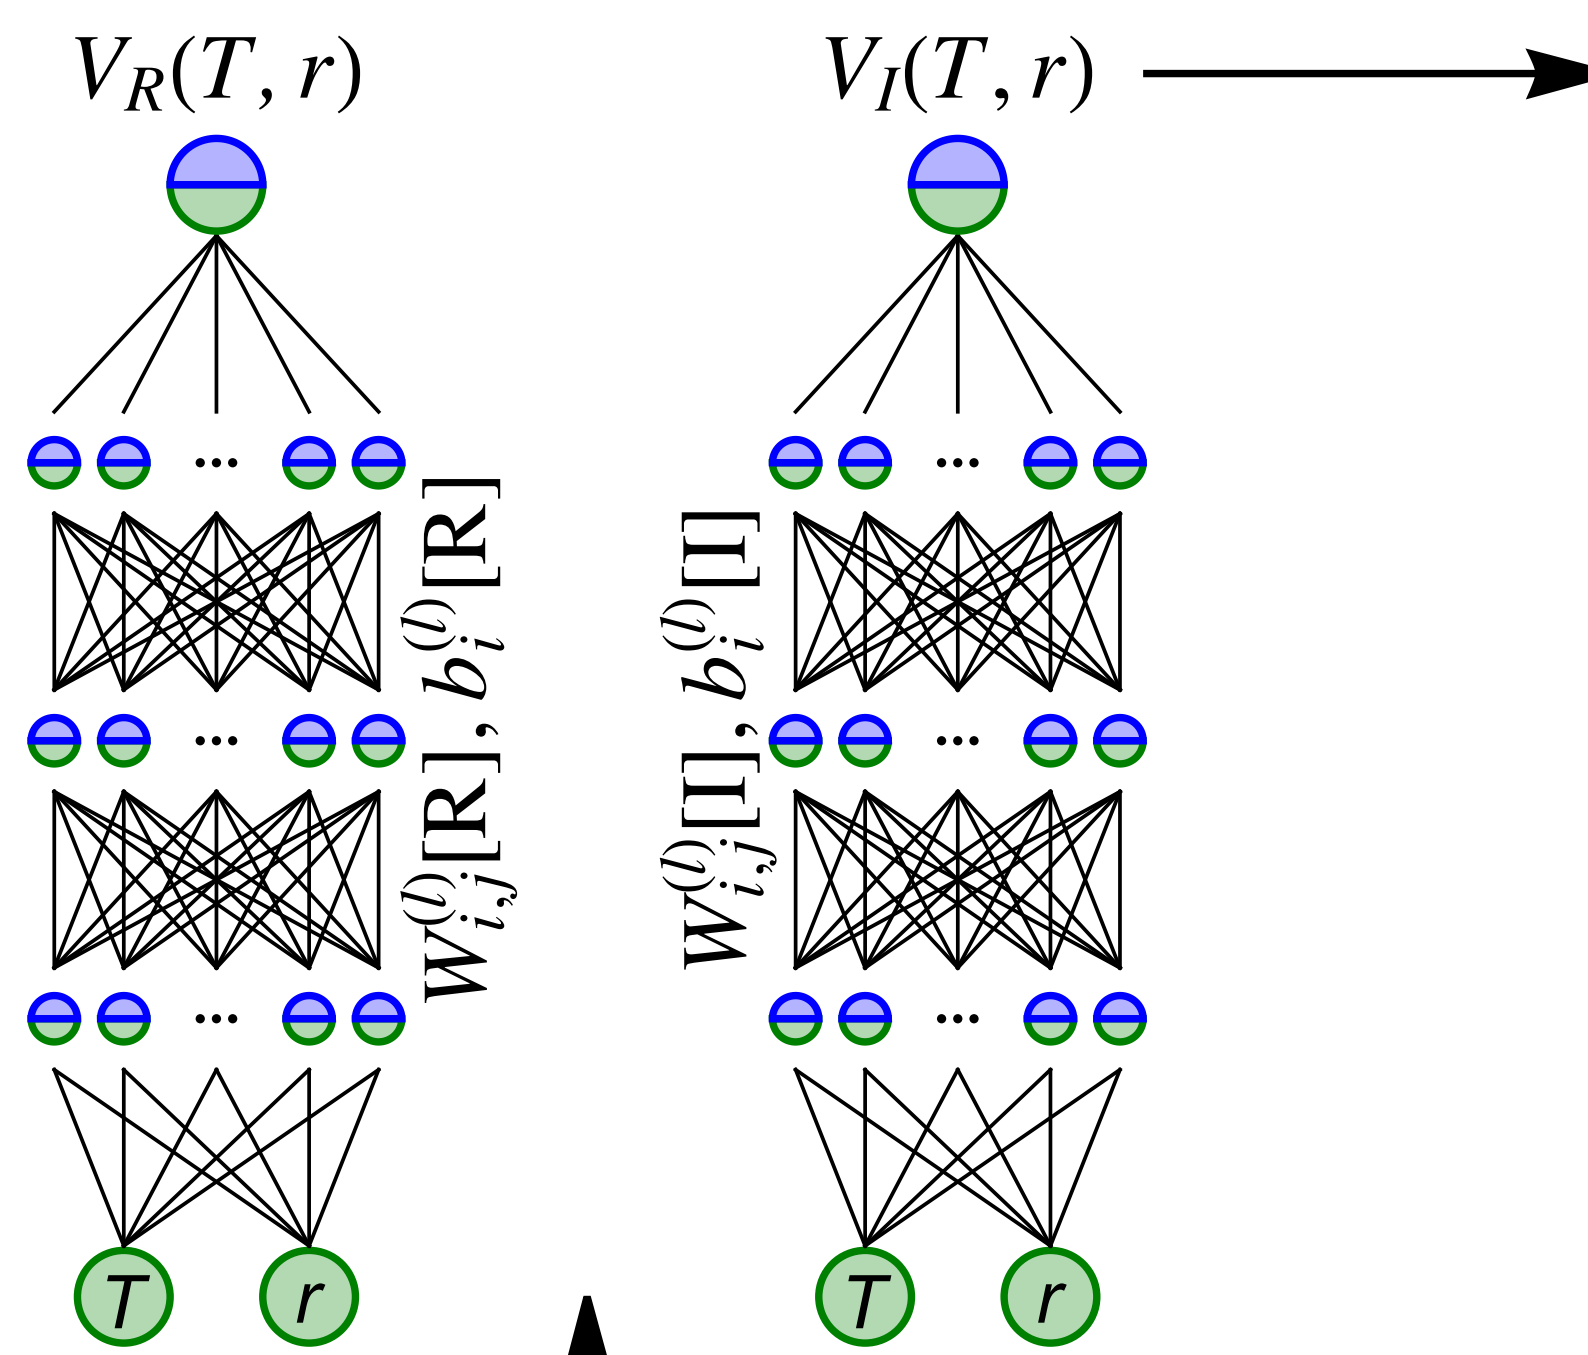 V_R(T, r)
V_I(T, r)
...
...
...
...
...
...
W_{i,j}^{(l)}[R], b_i^{(l)}[R]
W_{i,j}^{(l)}[I], b_i^{(l)}[I]
T
r
T
r